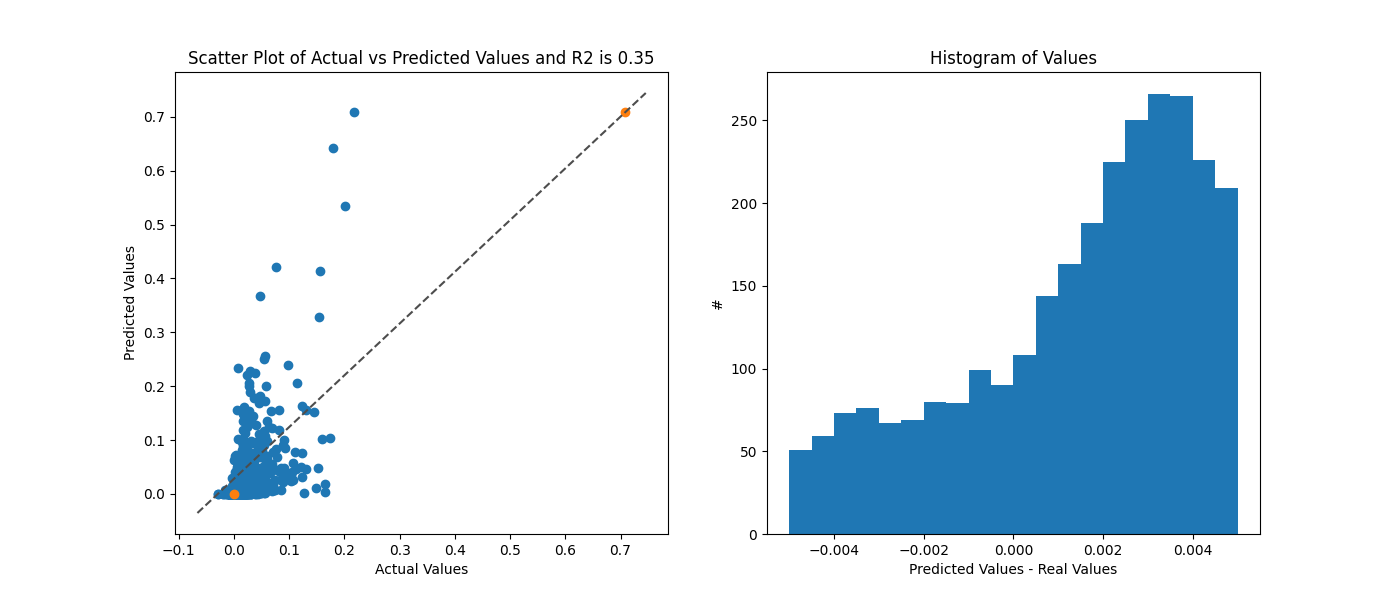 Scatter Plot of Actual vs Predicted Values and R2 is 0.35
0.7
0.6
0.5
0.4
0.3
0.2
0.1
0.0
Predicted Values
−0.1 0.0 0.1 0.2 0.3 0.4 0.5 0.6 0.7
Actual Values
Histogram of Values
250
200
150
100
50
0
#
−0.004 −0.002 0.000 0.002 0.004
Predicted Values - Real Values